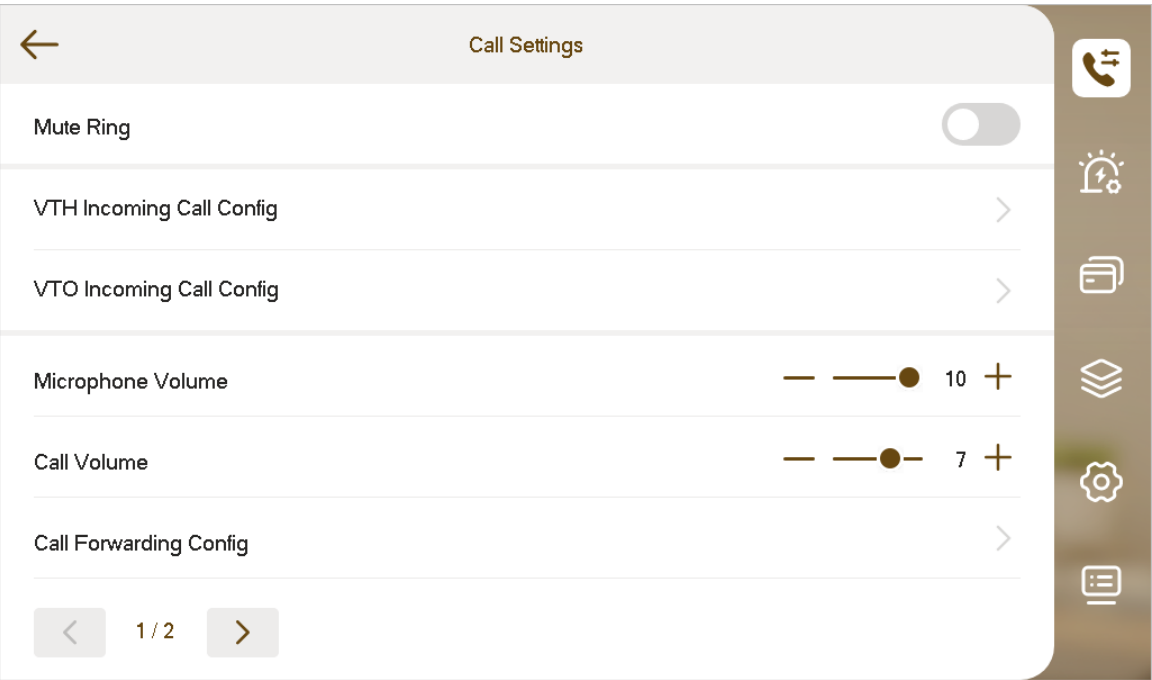 Call Settings
Mute Ring
VTH Incoming Call Config
VTO Incoming Call Config
Microphone Volume 10
Call Volume 7
Call Forwarding Config
1 / 2